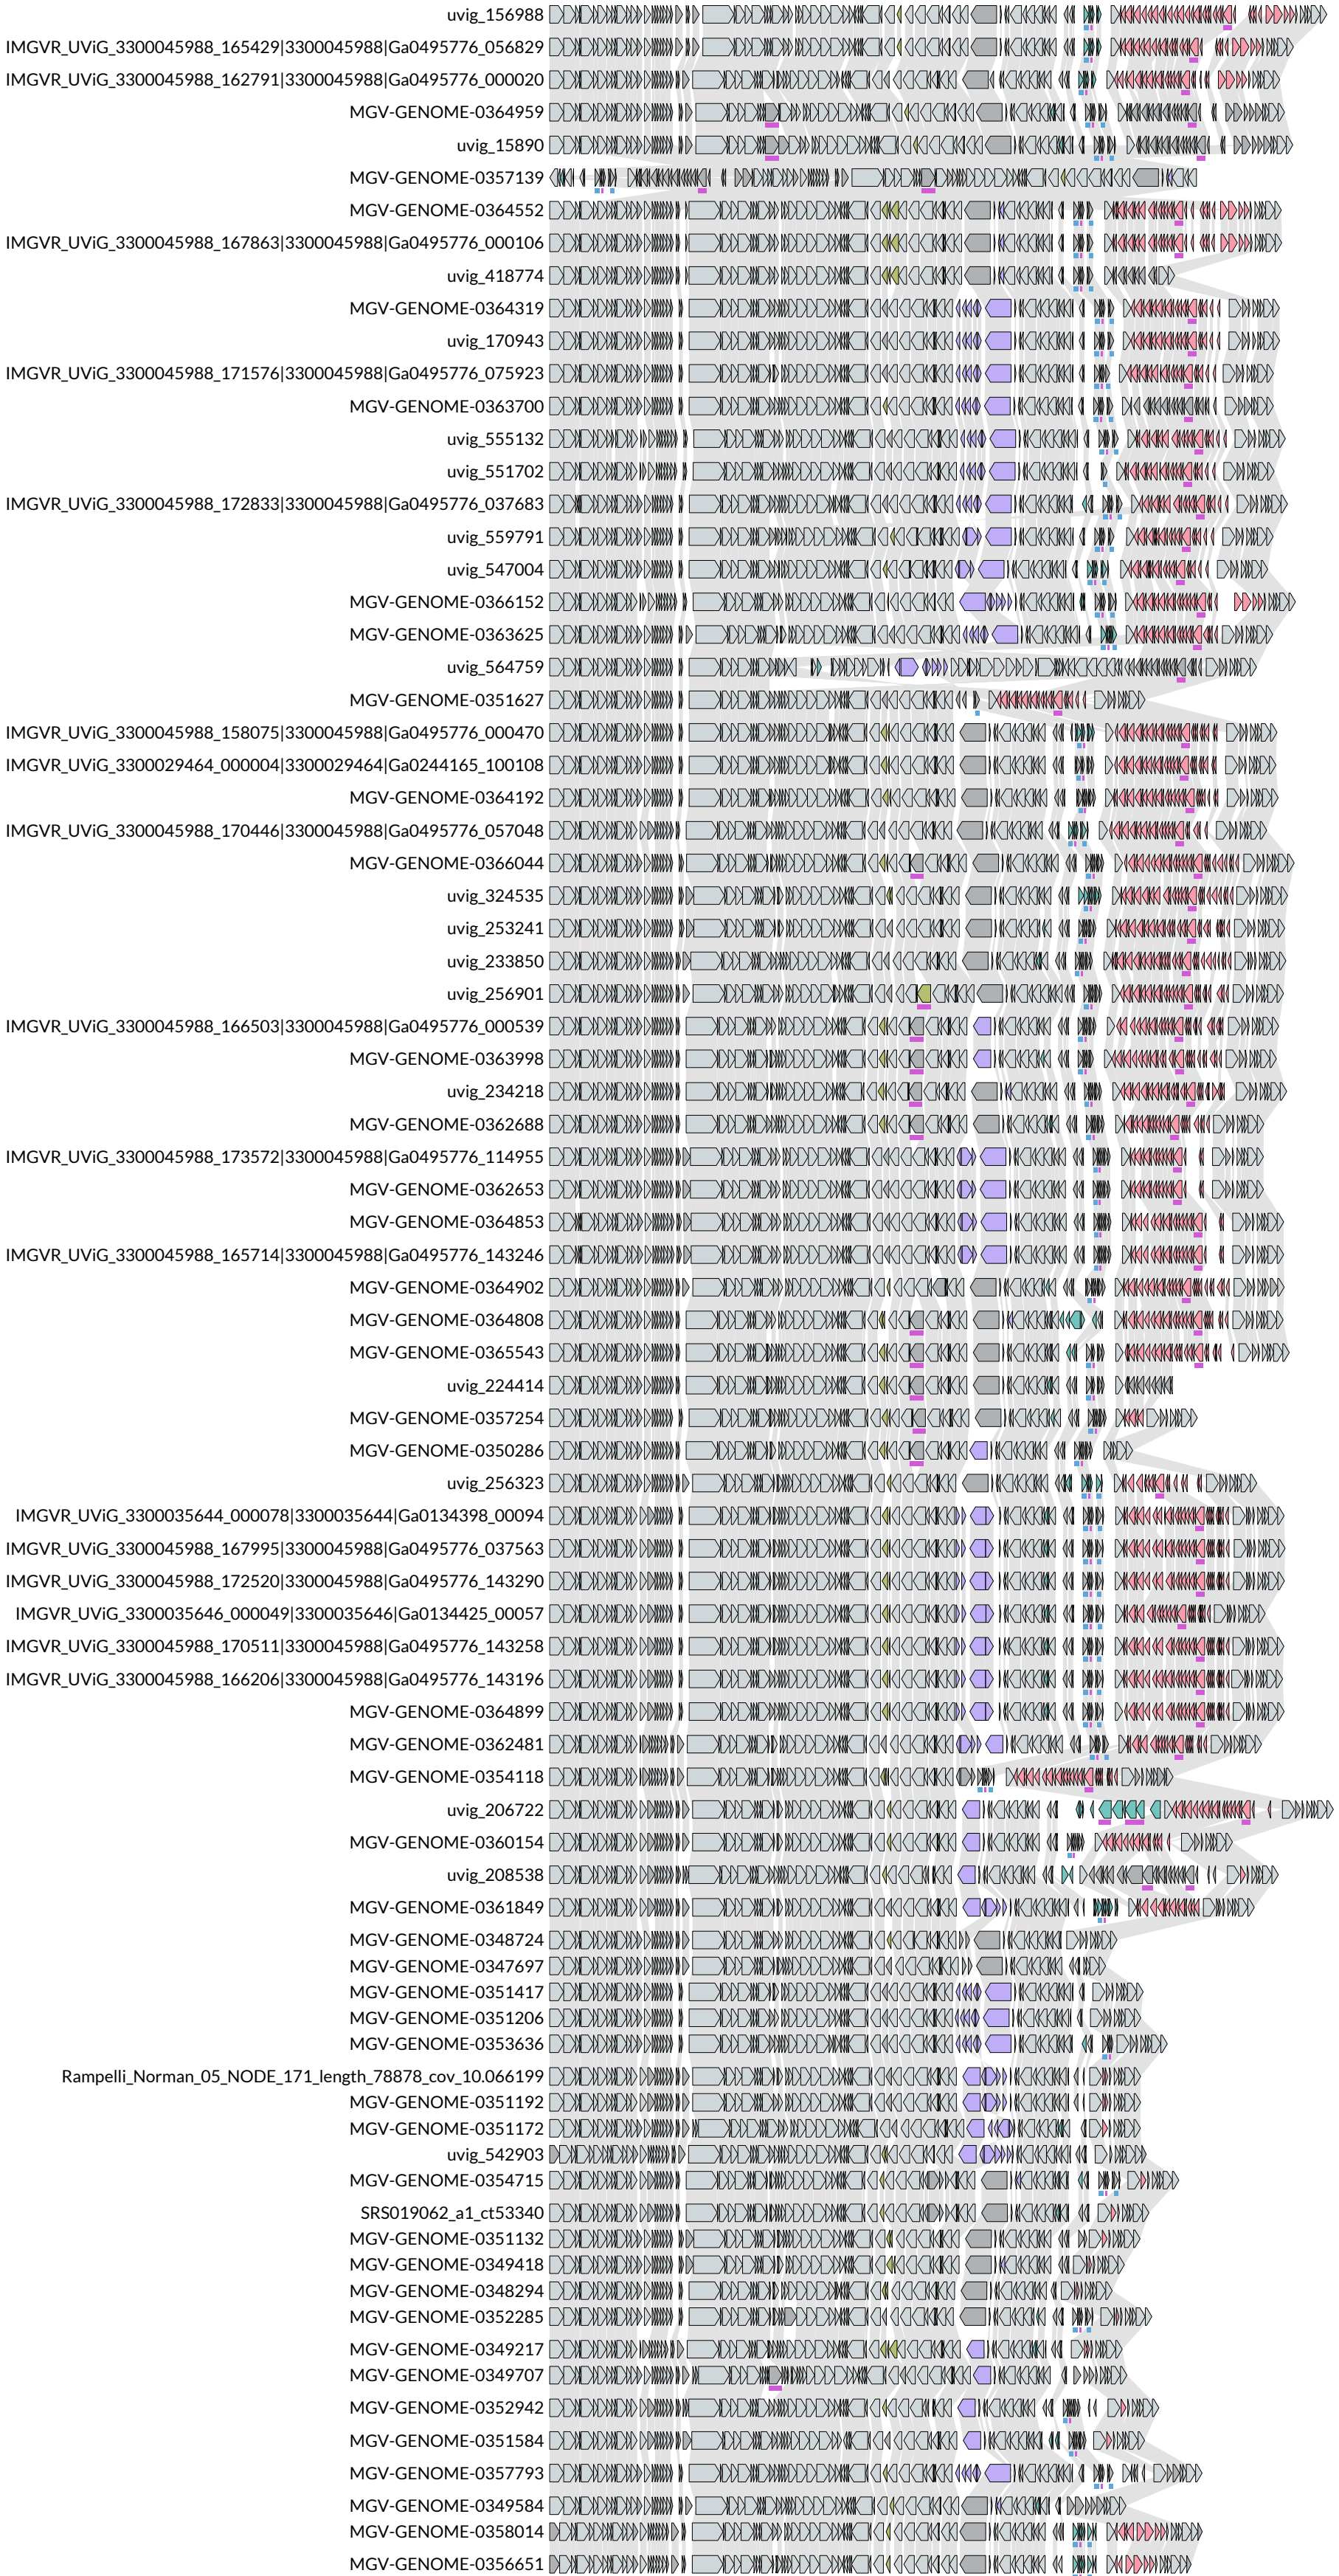 uvig_156988
IMGVR_UViG_3300045988_165429|3300045988|Ga0495776_056829
IMGVR_UViG_3300045988_162791|3300045988|Ga0495776_000020
MGV-GENOME-0364959
uvig_15890
MGV-GENOME-0357139
MGV-GENOME-0364552
IMGVR_UViG_3300045988_167863|3300045988|Ga0495776_000106
uvig_418774
MGV-GENOME-0364319
uvig_170943
IMGVR_UViG_3300045988_171576|3300045988|Ga0495776_075923
MGV-GENOME-0363700
uvig_555132
uvig_551702
IMGVR_UViG_3300045988_172833|3300045988|Ga0495776_037683
uvig_559791
uvig_547004
MGV-GENOME-0366152
MGV-GENOME-0363625
uvig_564759
MGV-GENOME-0351627
IMGVR_UViG_3300045988_158075|3300045988|Ga0495776_000470
IMGVR_UViG_3300029464_000004|3300029464|Ga0244165_100108
MGV-GENOME-0364192
IMGVR_UViG_3300045988_170446|3300045988|Ga0495776_057048
MGV-GENOME-0366044
uvig_324535
uvig_253241
uvig_233850
uvig_256901
IMGVR_UViG_3300045988_166503|3300045988|Ga0495776_000539
MGV-GENOME-0363998
uvig_234218
MGV-GENOME-0362688
IMGVR_UViG_3300045988_173572|3300045988|Ga0495776_114955
MGV-GENOME-0362653
MGV-GENOME-0364853
IMGVR_UViG_3300045988_165714|3300045988|Ga0495776_143246
MGV-GENOME-0364902
MGV-GENOME-0364808
MGV-GENOME-0365543
uvig_224414
MGV-GENOME-0357254
MGV-GENOME-0350286
uvig_256323
IMGVR_UViG_3300035644_000078|3300035644|Ga0134398_00094
IMGVR_UViG_3300045988_167995|3300045988|Ga0495776_037563
IMGVR_UViG_3300045988_172520|3300045988|Ga0495776_143290
IMGVR_UViG_3300035646_000049|3300035646|Ga0134425_00057
IMGVR_UViG_3300045988_170511|3300045988|Ga0495776_143258
IMGVR_UViG_3300045988_166206|3300045988|Ga0495776_143196
MGV-GENOME-0364899
MGV-GENOME-0362481
MGV-GENOME-0354118
uvig_206722
MGV-GENOME-0360154
uvig_208538
MGV-GENOME-0361849
MGV-GENOME-0348724
MGV-GENOME-0347697
MGV-GENOME-0351417
MGV-GENOME-0351206
MGV-GENOME-0353636
Rampelli_Norman_05_NODE_171_length_78878_cov_10.066199
MGV-GENOME-0351192
MGV-GENOME-0351172
uvig_542903
MGV-GENOME-0354715
SRS019062_a1_ct53340
MGV-GENOME-0351132
MGV-GENOME-0349418
MGV-GENOME-0348294
MGV-GENOME-0352285
MGV-GENOME-0349217
MGV-GENOME-0349707
MGV-GENOME-0352942
MGV-GENOME-0351584
MGV-GENOME-0357793
MGV-GENOME-0349584
MGV-GENOME-0358014
MGV-GENOME-0356651